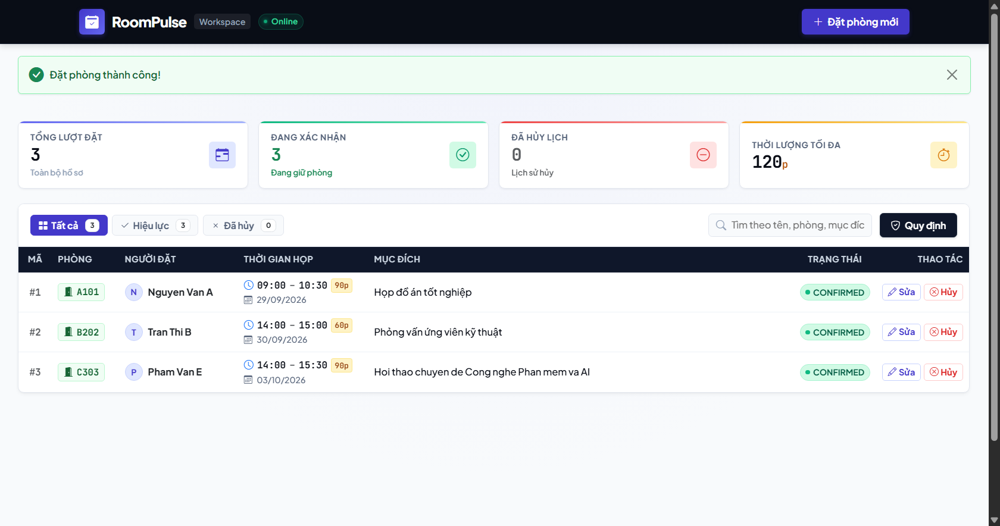 RoomPulse Workspace Online
+ Đặt phòng mới
Đặt phòng thành công!
TỔNG LƯỢT ĐẶT
3
Toàn bộ hồ sơ
ĐANG XÁC NHẬN
3
Đang giữ phòng
ĐÃ HỦY LỊCH
0
Lịch sử hủy
THỜI LƯỢNG TỐI ĐA
120p
Tất cả 3
Hiệu lực 3
Đã hủy 0
Tìm theo tên, phòng, mục đíc
Quy định
MÃ PHÒNG NGƯỜI ĐẶT THỜI GIAN HỌP MỤC ĐÍCH TRẠNG THÁI THAO TÁC
#1 A101 N Nguyen Van A 09:00 – 10:30 90p Họp đồ án tốt nghiệp CONFIRMED Sửa Hủy
29/09/2026
#2 B202 T Tran Thi B 14:00 – 15:00 60p Phỏng vấn ứng viên kỹ thuật CONFIRMED Sửa Hủy
30/09/2026
#3 C303 P Pham Van E 14:00 – 15:30 90p Hoi thao chuyen de Cong nghe Phan mem va AI CONFIRMED Sửa Hủy
03/10/2026